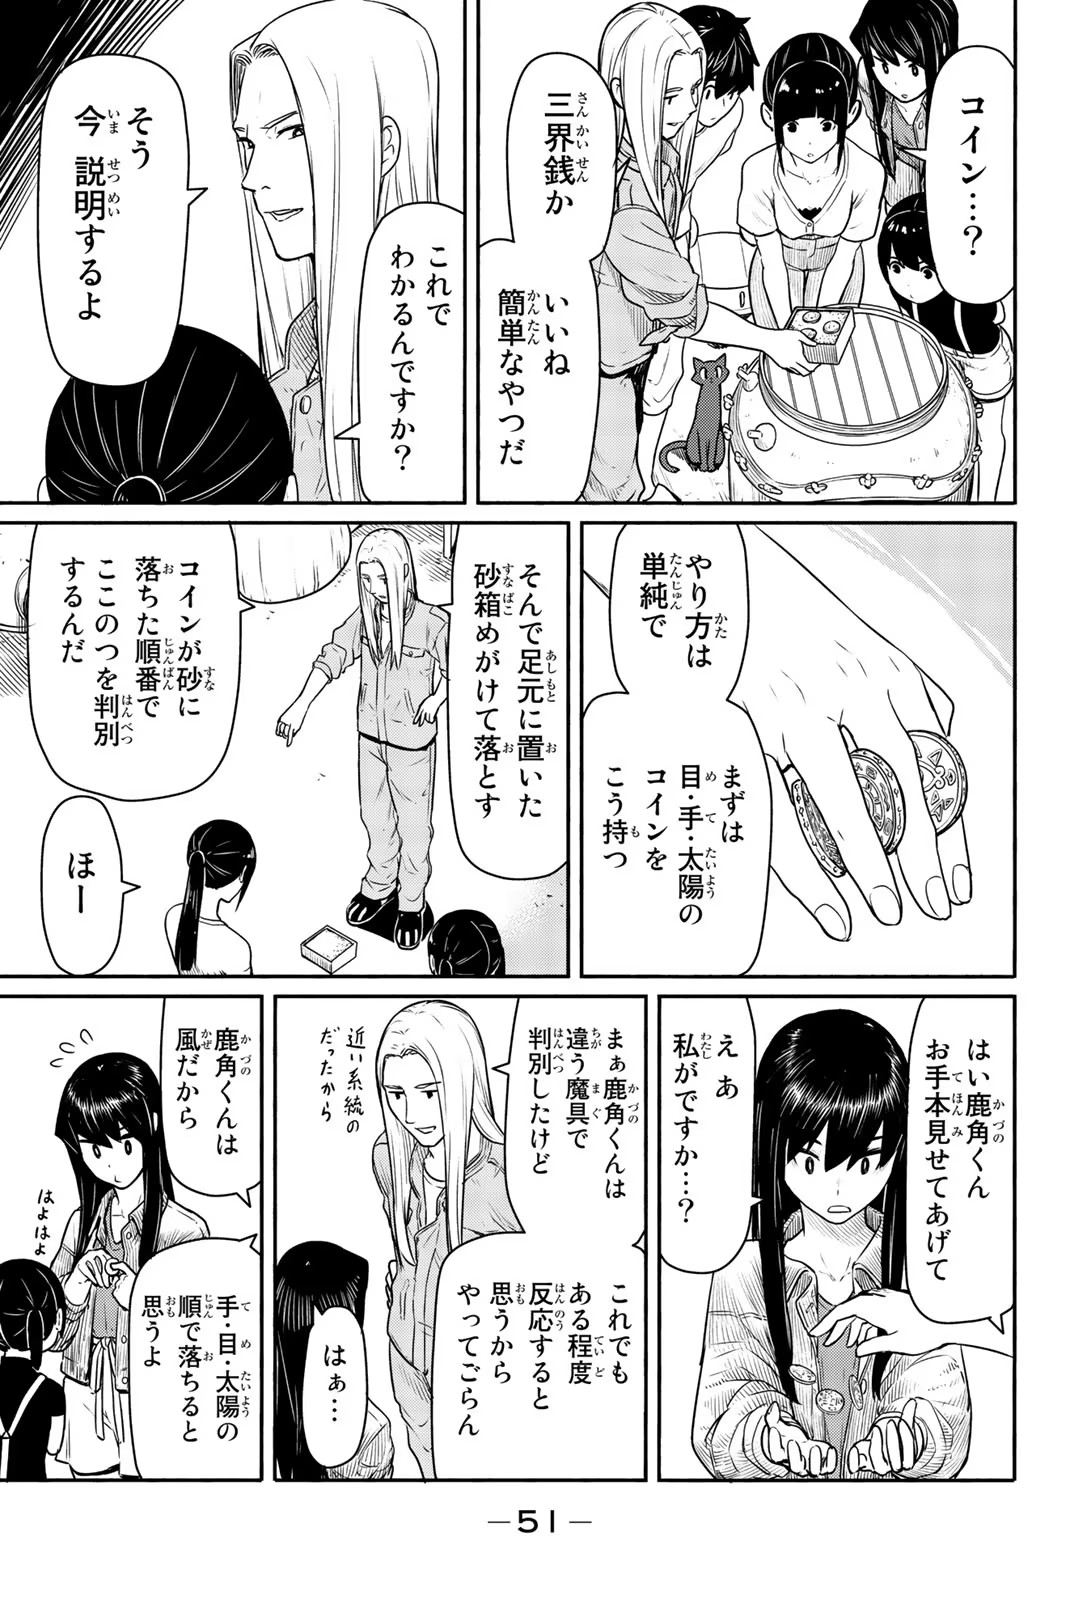 コイン…?
三界銭か
いいね
簡単なやつだ
これで
わかるんですか?
そう
今 説明するよ
やり方は
単純で
まずは
目・手・太陽の
コインを
こう持つ
そんで足元に置いた
砂箱めがけて落とす
コインが砂に
落ちた順番で
ここのつを判別
するんだ
ほー
はい鹿角くん
お手本見せてあげて
えぁ
私がですか…?
まぁ鹿角くんは
違う魔具で
判別したけど
近い系統の
だったから
これでも
ある程度
反応すると
思うから
やってごらん
はぁ…
鹿角くんは
風だから
手・目・太陽の
順で落ちると
思うよ
はよはよ
—51—